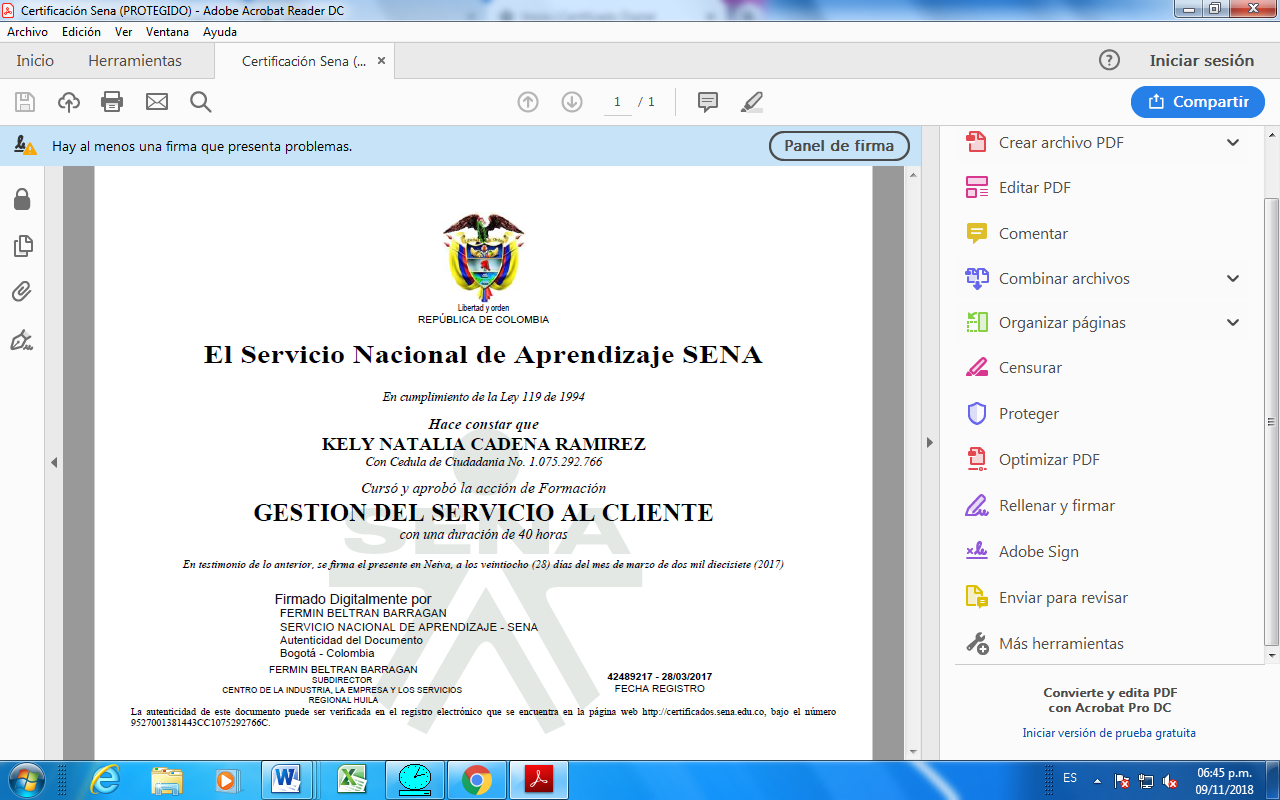 Certificación Sena (PROTEGIDO) - Adobe Acrobat Reader DC
Archivo Edición Ver Ventana Ayuda
Inicio Herramientas Certificación Sena (... × ? Iniciar sesión
1 / 1 Compartir
Hay al menos una firma que presenta problemas. Panel de firma
Libertad y orden
REPÚBLICA DE COLOMBIA
El Servicio Nacional de Aprendizaje SENA
En cumplimiento de la Ley 119 de 1994
Hace constar que
KELY NATALIA CADENA RAMIREZ
Con Cedula de Ciudadania No. 1.075.292.766
Cursó y aprobó la acción de Formación
GESTION DEL SERVICIO AL CLIENTE
SENA
con una duración de 40 horas
En testimonio de lo anterior, se firma el presente en Neiva, a los veintiocho (28) días del mes de marzo de dos mil diecisiete (2017)
Firmado Digitalmente por
FERMIN BELTRAN BARRAGAN
SERVICIO NACIONAL DE APRENDIZAJE - SENA
Autenticidad del Documento
Bogotá - Colombia
FERMIN BELTRAN BARRAGAN
SUBDIRECTOR
CENTRO DE LA INDUSTRIA, LA EMPRESA Y LOS SERVICIOS
REGIONAL HUILA
42489217 - 28/03/2017
FECHA REGISTRO
La autenticidad de este documento puede ser verificada en el registro electrónico que se encuentra en la página web http://certificados.sena.edu.co, bajo el número
9527001381443CC1075292766C.
Crear archivo PDF
Editar PDF
Comentar
Combinar archivos
Organizar páginas
Censurar
Proteger
Optimizar PDF
Rellenar y firmar
Adobe Sign
Enviar para revisar
Más herramientas
Convierte y edita PDF
con Acrobat Pro DC
Iniciar versión de prueba gratuita
ES 06:45 p.m.
09/11/2018